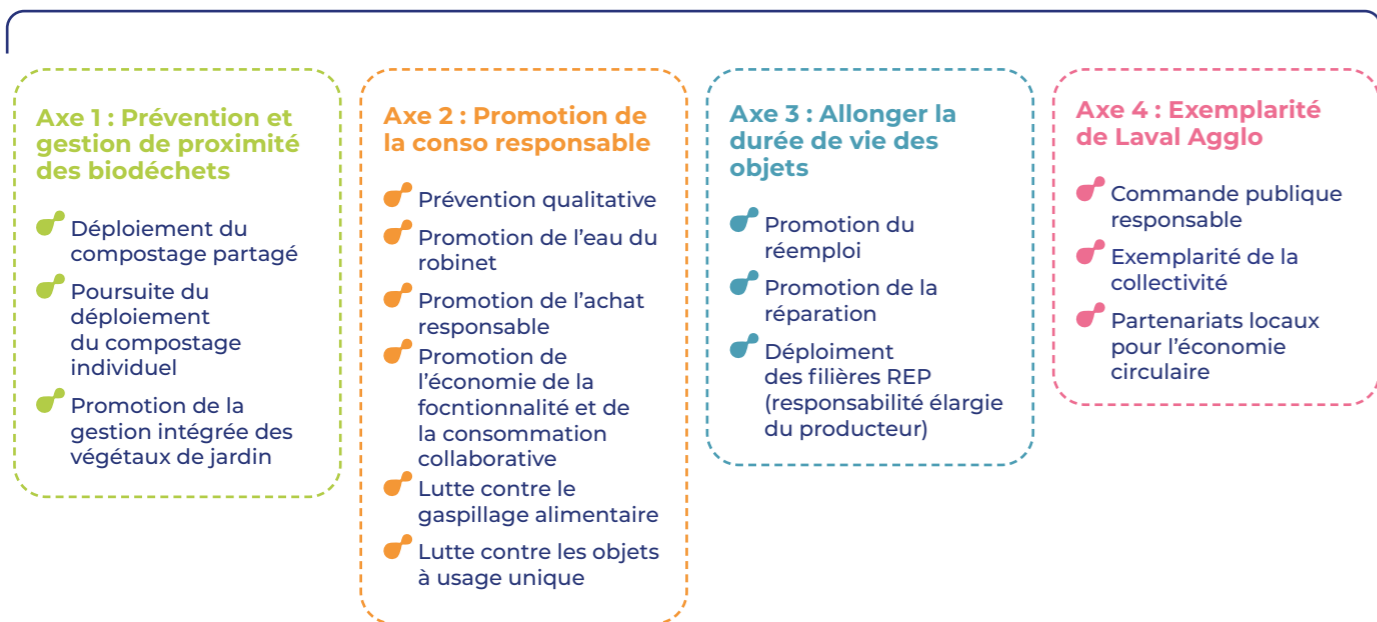 Axe 1 : Prévention et
gestion de proximité
des biodéchets
Déploiement du
compostage partagé
Poursuite du
déploiement
du compostage
individuel
Promotion de la
gestion intégrée des
végétaux de jardin
Axe 2 : Promotion de
la conso responsable
Prévention qualitative
Promotion de l'eau du
robinet
Promotion de l'achat
responsable
Promotion de
l'économie de la
focntionnalité et de
la consommation
collaborative
Lutte contre le
gaspillage alimentaire
Lutte contre les objets
à usage unique
Axe 3 : Allonger la
durée de vie des
objets
Promotion du
réemploi
Promotion de la
réparation
Déploiment
des filières REP
(responsabilité élargie
du producteur)
Axe 4 : Exemplarité
de Laval Agglo
Commande publique
responsable
Exemplarité de la
collectivité
Partenariats locaux
pour l'économie
circulaire